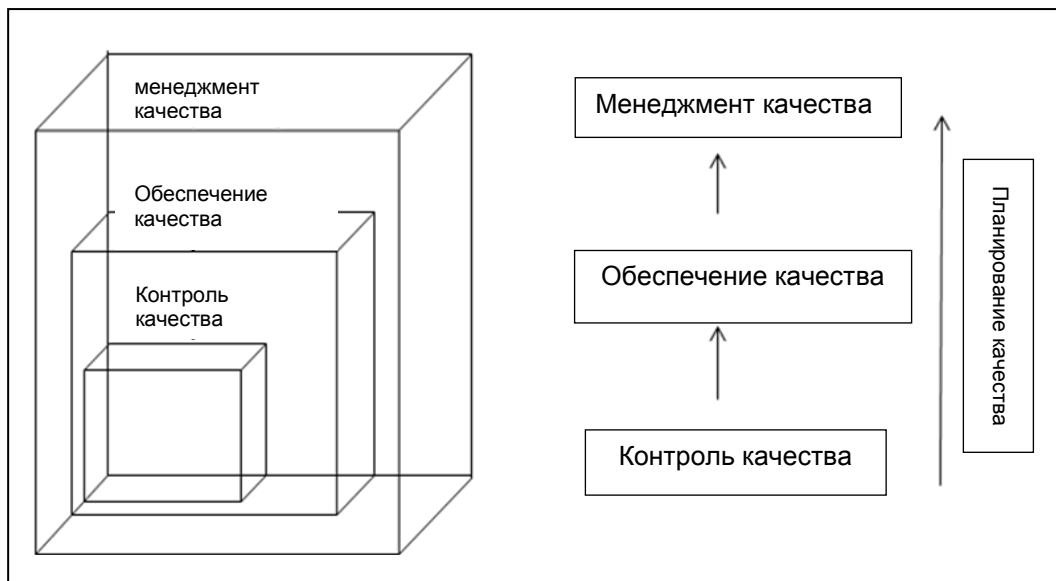 менеджмент
качества
Обеспечение
качества
Контроль
качества
Менеджмент качества
Обеспечение качества
Контроль качества
Планирование качества